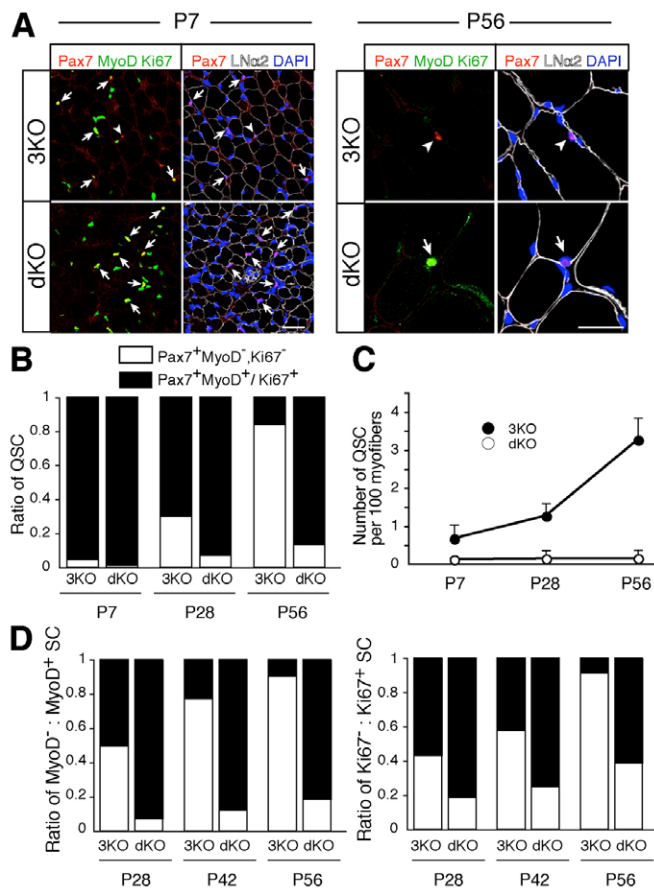 A P7 P56
Pax7 MyoD Ki67 Pax7 LNα2 DAPI Pax7 MyoD Ki67 Pax7 LNα2 DAPI
3KO 3KO
dKO dKO
B Pax7+MyoD-,Ki67-
Pax7+MyoD+/Ki67+
Ratio of QSC
1
0.8
0.6
0.4
0.2
0
3KO dKO 3KO dKO 3KO dKO
P7 P28 P56
C
Number of QSC
per 100 myofibers
3KO
dKO
4
3
2
1
0
P7 P28 P56
D
Ratio of MyoD- : MyoD+ SC
1
0.8
0.6
0.4
0.2
0
3KO dKO 3KO dKO 3KO dKO
P28 P42 P56
Ratio of Ki67- : Ki67+ SC
1
0.8
0.6
0.4
0.2
0
3KO dKO 3KO dKO 3KO dKO
P28 P42 P56